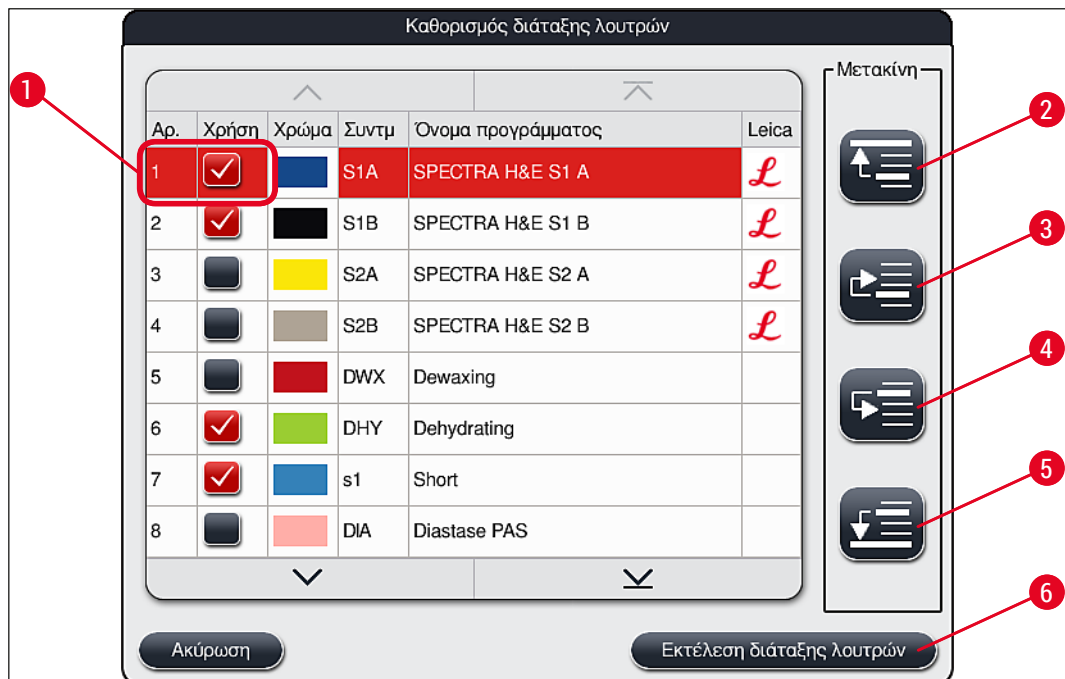 Καθορισμός διάταξης λουτρών
Μετακίνη
1
2
Αρ. Χρήση Χρώμα Συντμ Όνομα προγράμματος Leica
1 S1A SPECTRA H&E S1 A
2 S1B SPECTRA H&E S1 B
3
3 S2A SPECTRA H&E S2 A
4 S2B SPECTRA H&E S2 B
4
5 DWX Dewaxing
6 DHY Dehydrating
5
7 s1 Short
8 DIA Diastase PAS
6
Ακύρωση Εκτέλεση διάταξης λουτρών